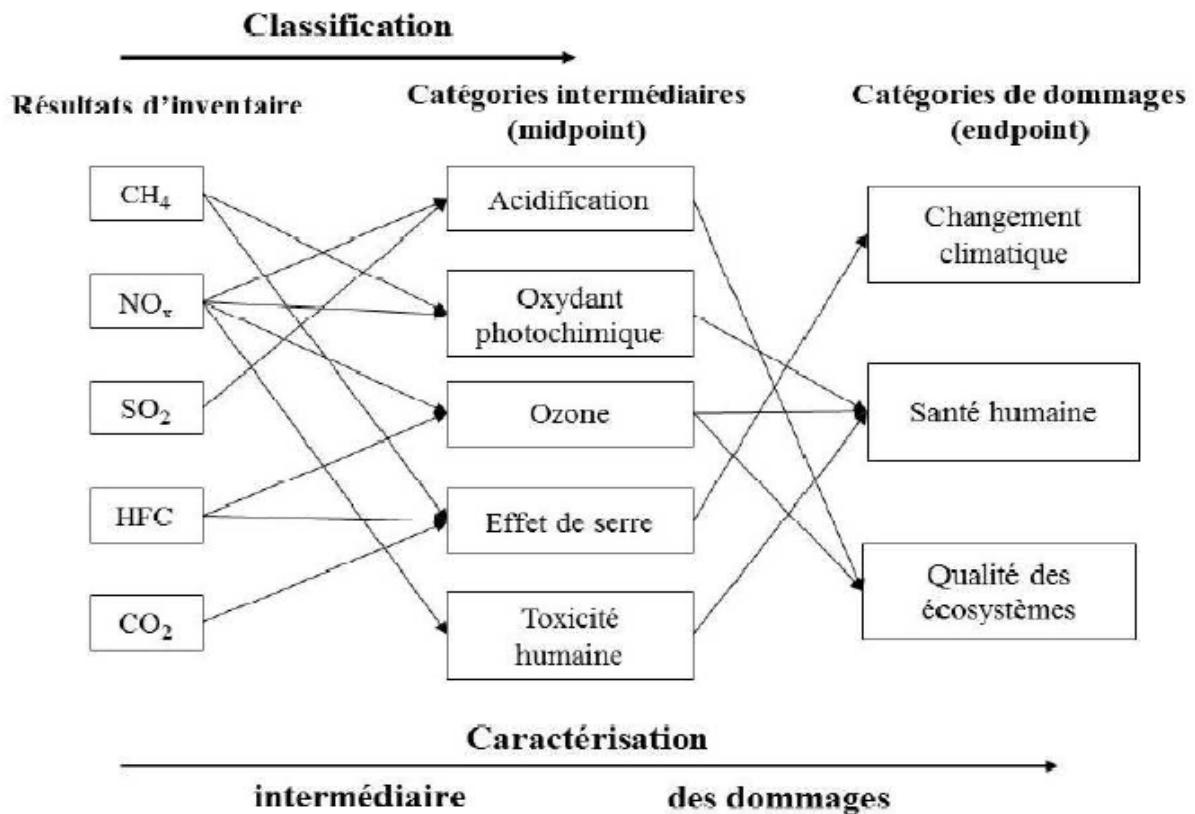 Classification
Résultats d'inventaire
Catégories intermédiaires
(midpoint)
Catégories de dommages
(endpoint)
CH₄
NOₓ
SO₂
HFC
CO₂
Acidification
Oxydant
photochimique
Ozone
Effet de serre
Toxicité
humaine
Changement
climatique
Santé humaine
Qualité des
écosystèmes
Caractérisation
intermédiaire
des dommages